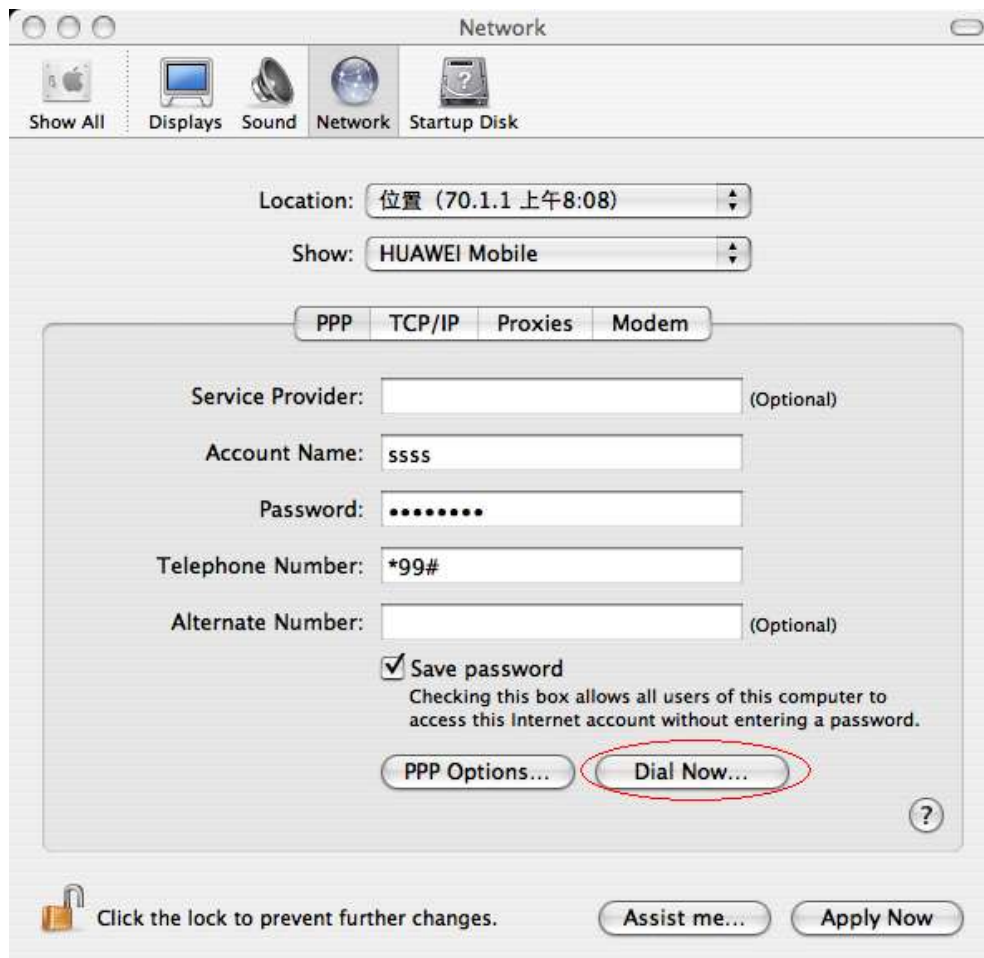 Network
Show All
Displays
Sound
Network
Startup Disk
Location: 位置（70.1.1 上午8:08）
Show: HUAWEI Mobile
PPP
TCP/IP
Proxies
Modem
Service Provider: (Optional)
Account Name: ssss
Password: ••••••••
Telephone Number: *99#
Alternate Number: (Optional)
Save password
Checking this box allows all users of this computer to
access this Internet account without entering a password.
PPP Options...
Dial Now...
?
Click the lock to prevent further changes.
Assist me...
Apply Now